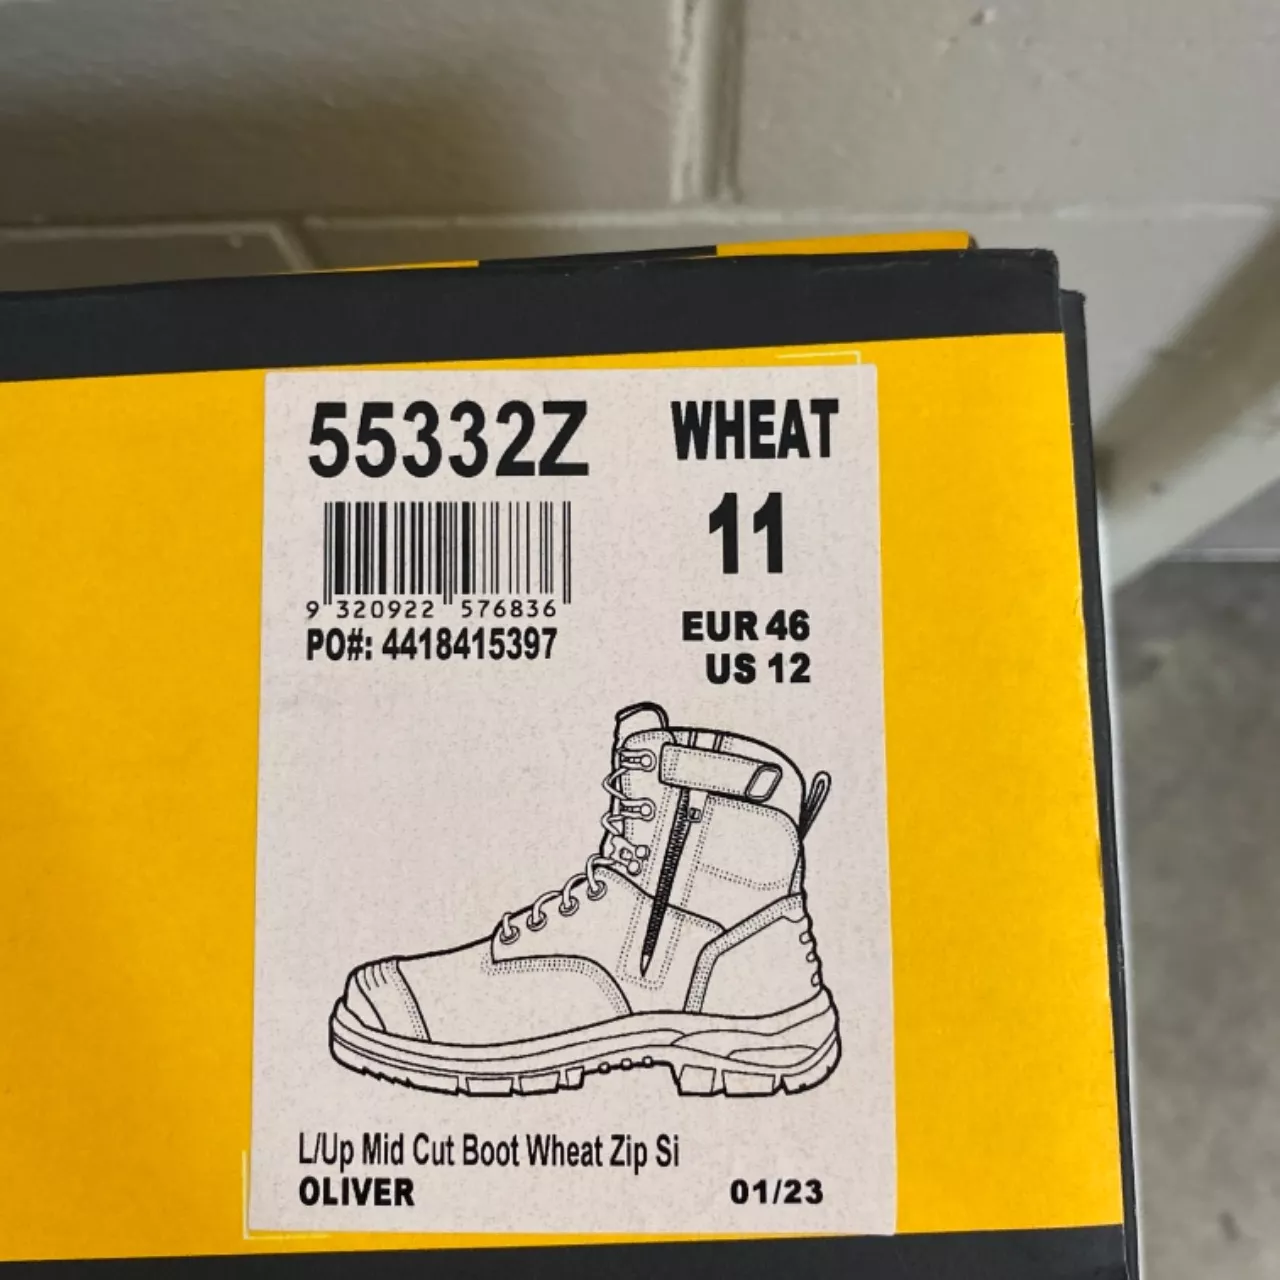 55332Z WHEAT
11
9 320922 576836
PO#: 4418415397
EUR 46
US 12
L/Up Mid Cut Boot Wheat Zip Si
OLIVER 01/23